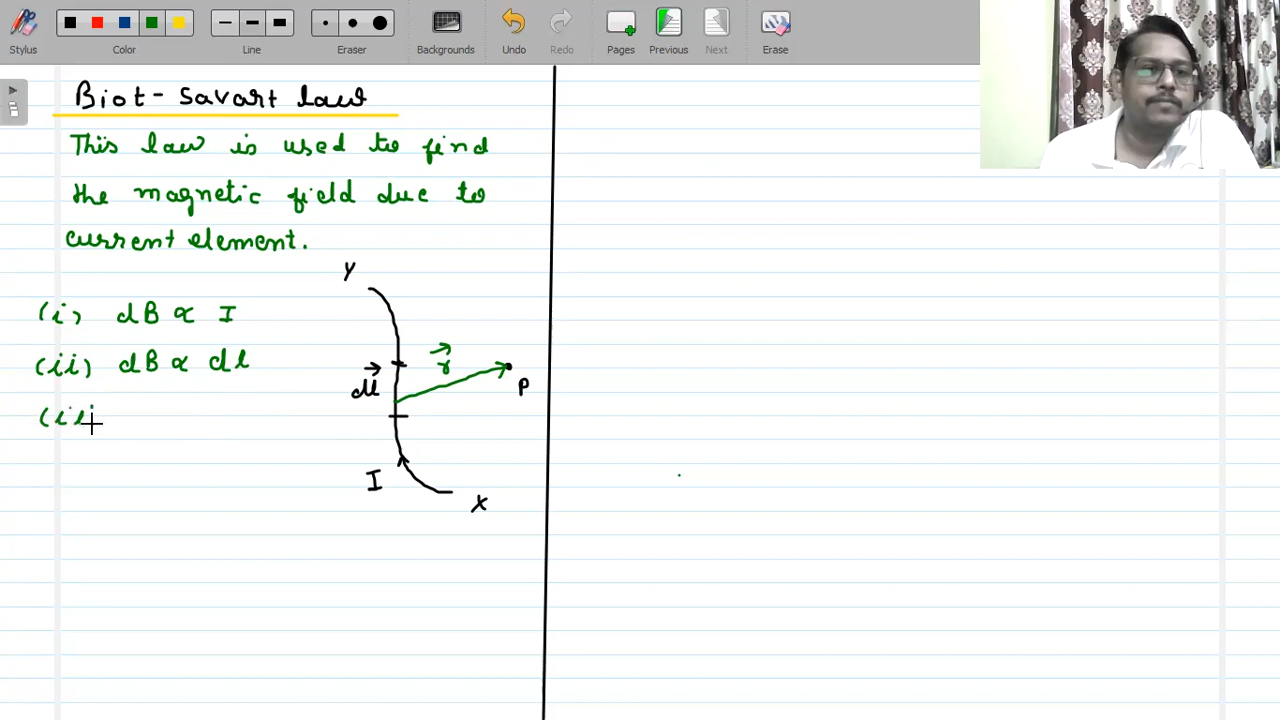 Stylus
Color
Line
Eraser
Backgrounds
Undo
Redo
Pages
Previous
Next
Erase
Biot-Savart law
This law is used to find
the magnetic field due to
current element.
(i) dB ∝ I
(ii) dB ∝ dl
(iii
Y
r
dl
P
I
X